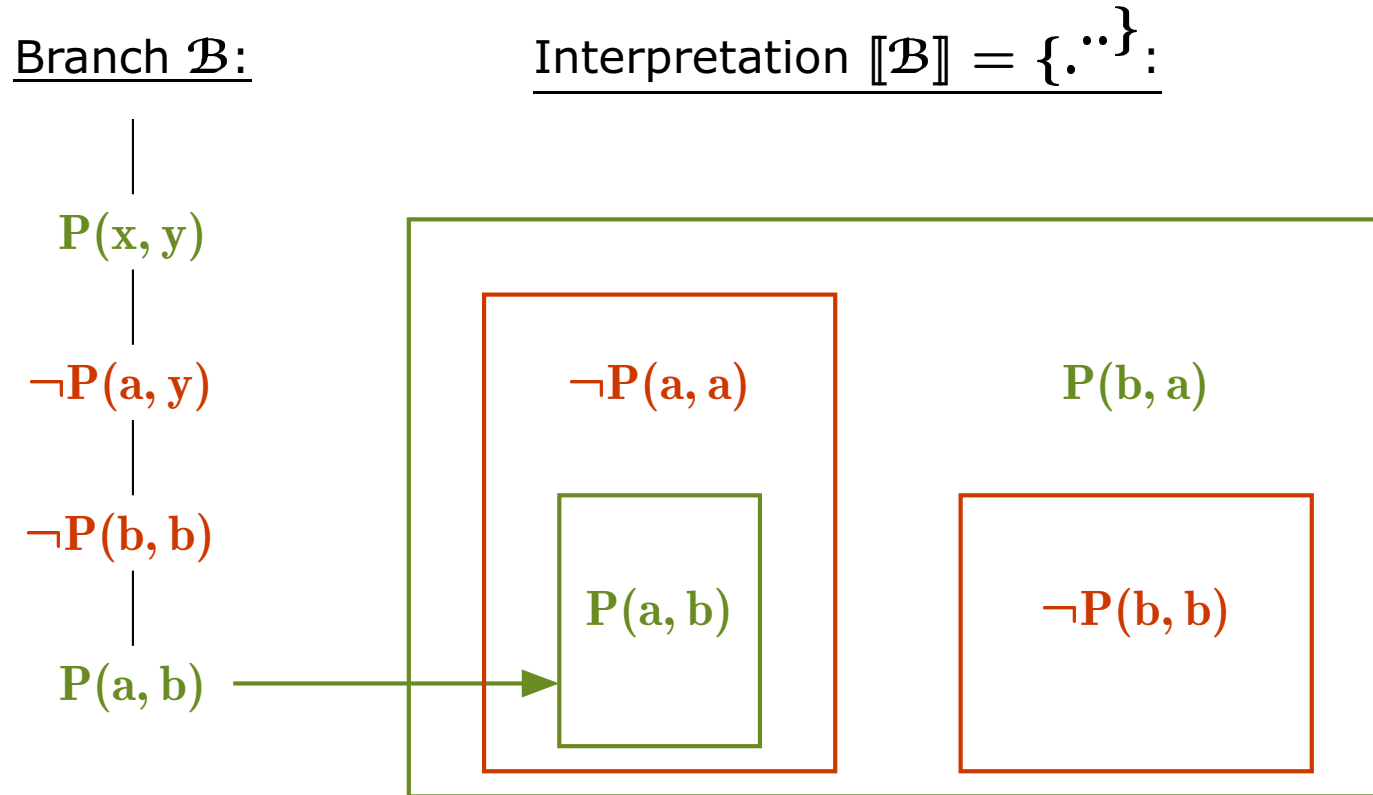 Branch ℬ:
Interpretation ⟦ℬ⟧ = {...}:
P(x, y)
¬P(a, y)
¬P(b, b)
P(a, b)
¬P(a, a)
P(b, a)
P(a, b)
¬P(b, b)